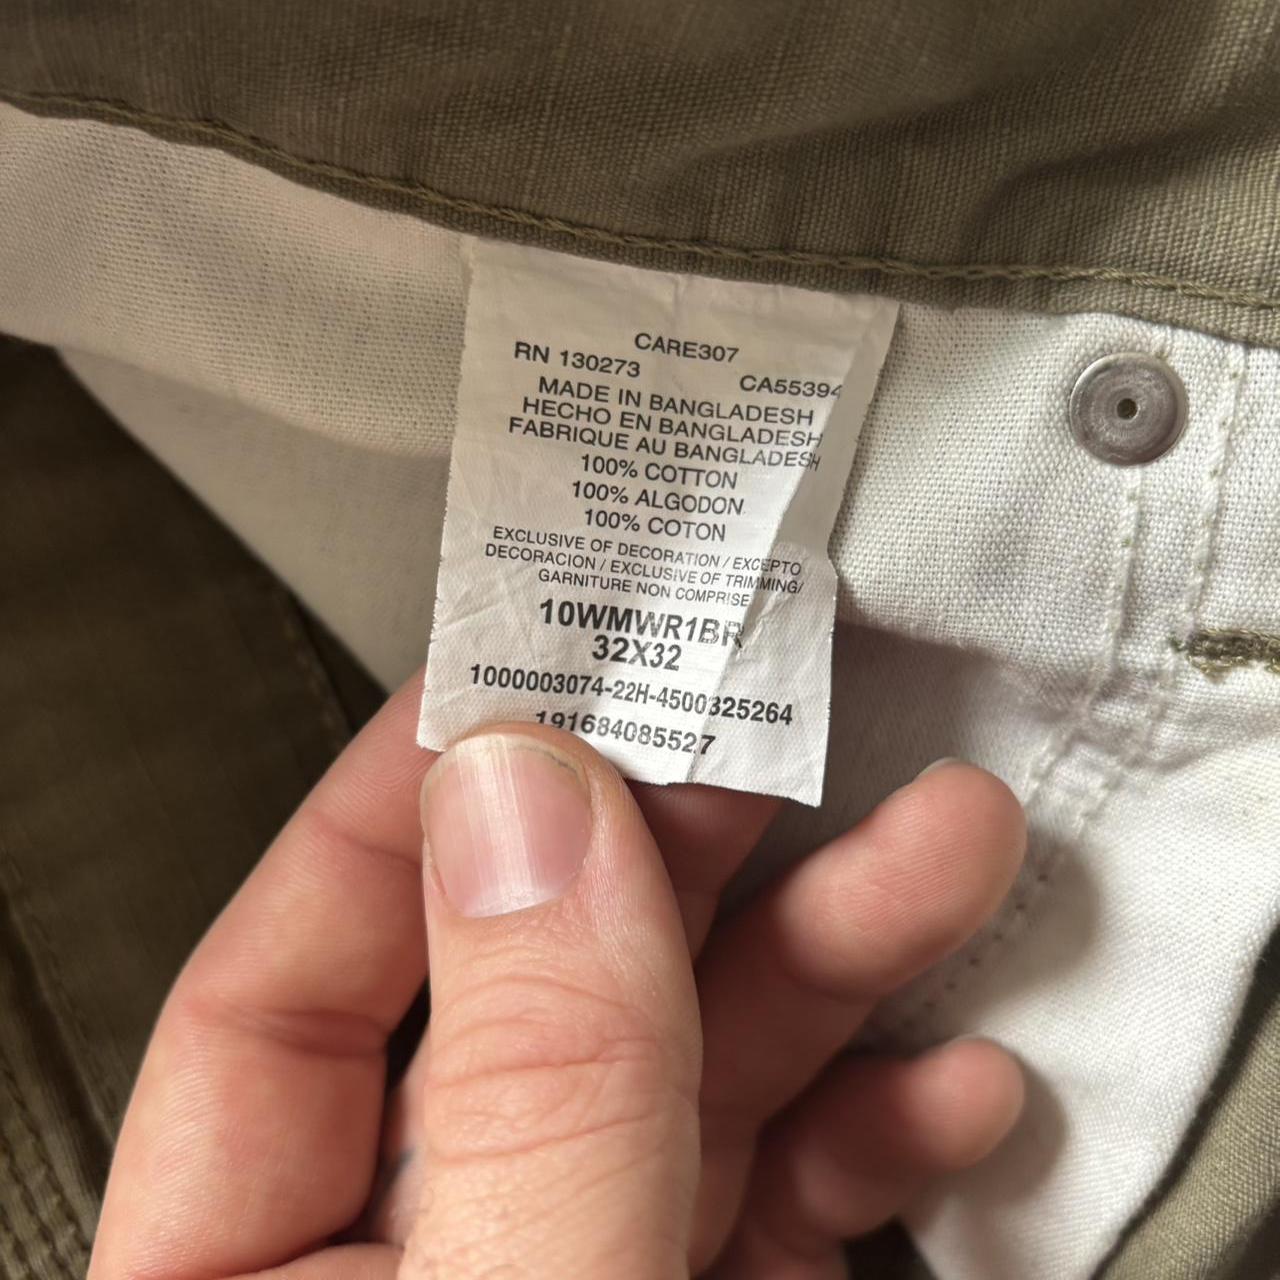 CARE307
RN 130273
CA55394
MADE IN BANGLADESH
HECHO EN BANGLADESH
FABRIQUE AU BANGLADESH
100% COTTON
100% ALGODON
100% COTON
EXCLUSIVE OF DECORATION / EXCEPTO
DECORACION / EXCLUSIVE OF TRIMMING/
GARNITURE NON COMPRISE
10WMWR1BR
32X32
1000003074-22H-4500325264
191684085527